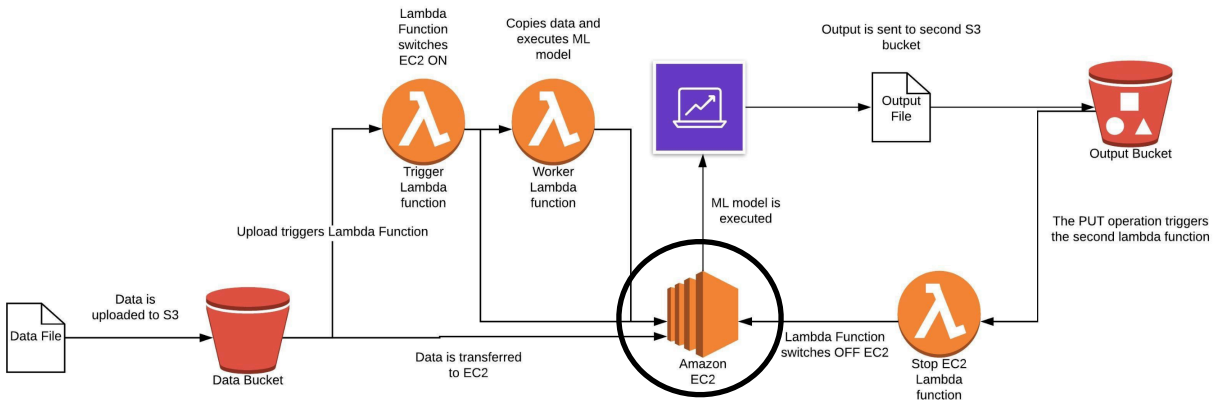 Lambda
Function
switches
EC2 ON
Copies data and
executes ML
model
Output is sent to second S3
bucket
Output
File
Output Bucket
Trigger
Lambda
function
Worker
Lambda
function
ML model is
executed
The PUT operation triggers
the second lambda function
Upload triggers Lambda Function
Data is
uploaded to S3
Data File
Data Bucket
Data is transferred
to EC2
Amazon
EC2
Lambda Function
switches OFF EC2
Stop EC2
Lambda
function